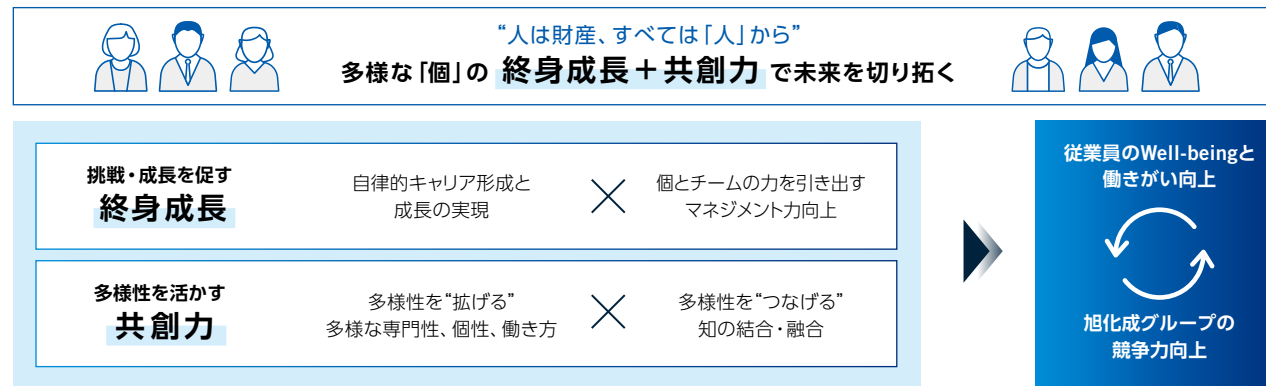 “人は財産、すべては「人」から”
多様な「個」の 終身成長＋共創力 で未来を切り拓く
挑戦・成長を促す
終身成長
自律的キャリア形成と
成長の実現
×
個とチームの力を引き出す
マネジメント力向上
多様性を活かす
共創力
多様性を“拡げる”
多様な専門性、個性、働き方
×
多様性を“つなげる”
知の結合・融合
従業員のWell-beingと
働きがい向上
旭化成グループの
競争力向上